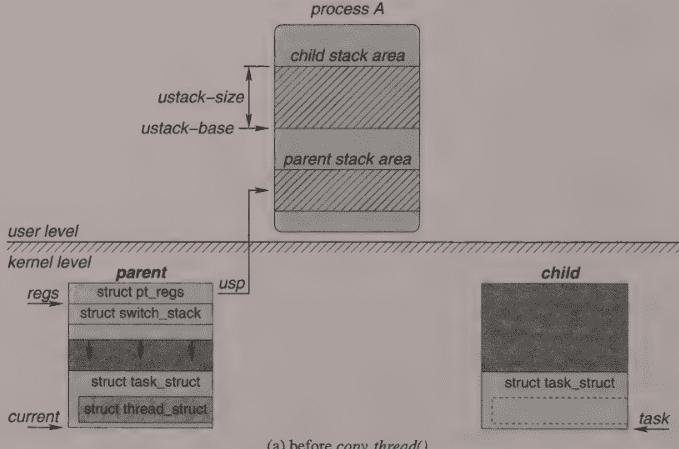 process A
child stack area
ustack-size
ustack-base
parent stack area
user level
kernel level
parent
child
regs
struct pt_regs
usp
struct switch_stack
struct task_struct
struct task_struct
struct thread_struct
current
task
(a) before copy_thread()